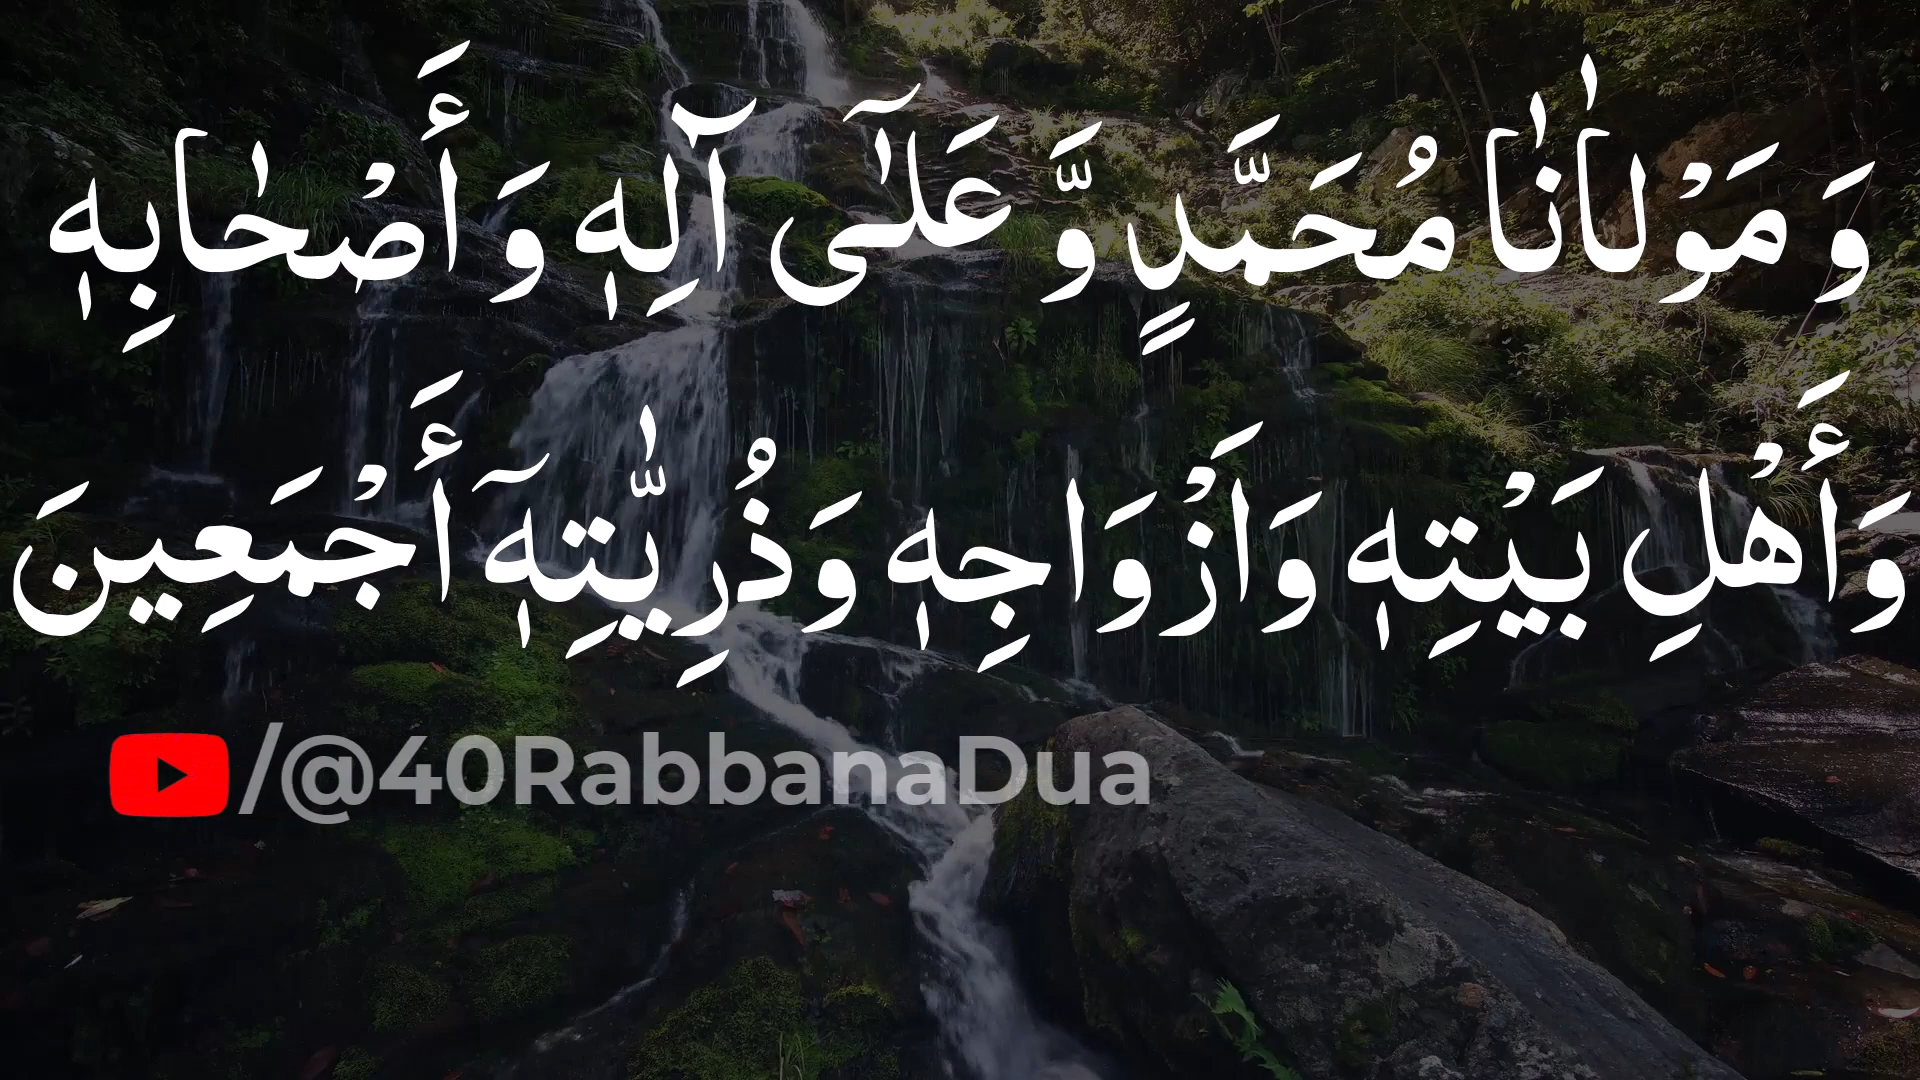 وَ مَوْلٰانٰا مُحَمَّدٍ وَّ عَلٰٓى آلِهٖ وَ أَصْحٰابِهٖ
وَأَهْلِ بَيْتِهٖ وَاَزْوَاجِهٖ وَذُرِيّٰتِهٖٓ أَجْمَعِينَ
/@40RabbanaDua